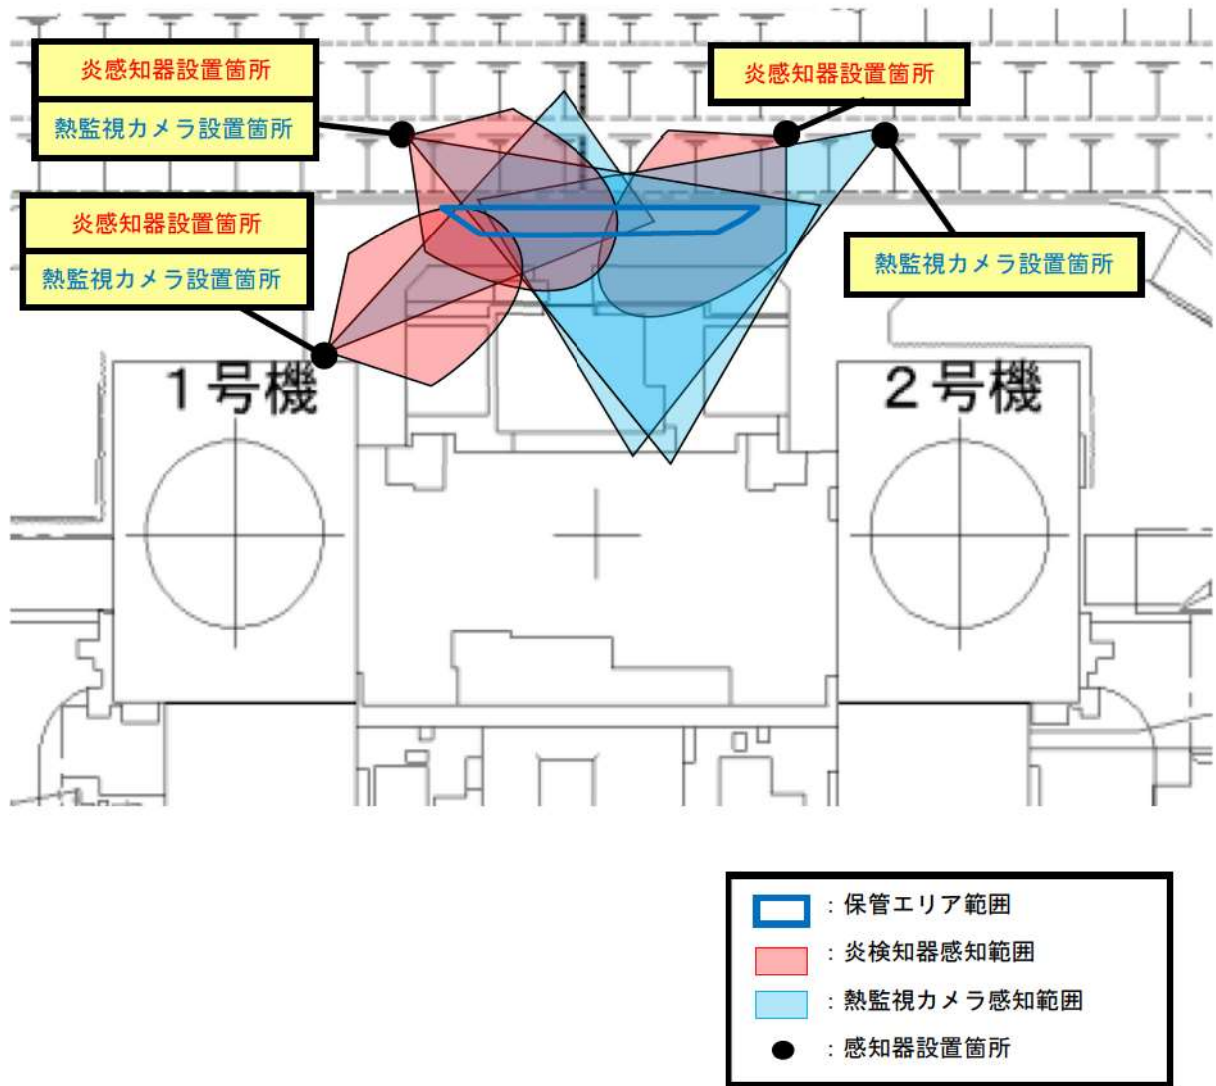 炎感知器設置箇所
熱監視カメラ設置箇所
炎感知器設置箇所
炎感知器設置箇所
熱監視カメラ設置箇所
熱監視カメラ設置箇所
1号機
2号機
：保管エリア範囲
：炎検知器感知範囲
：熱監視カメラ感知範囲
：感知器設置箇所